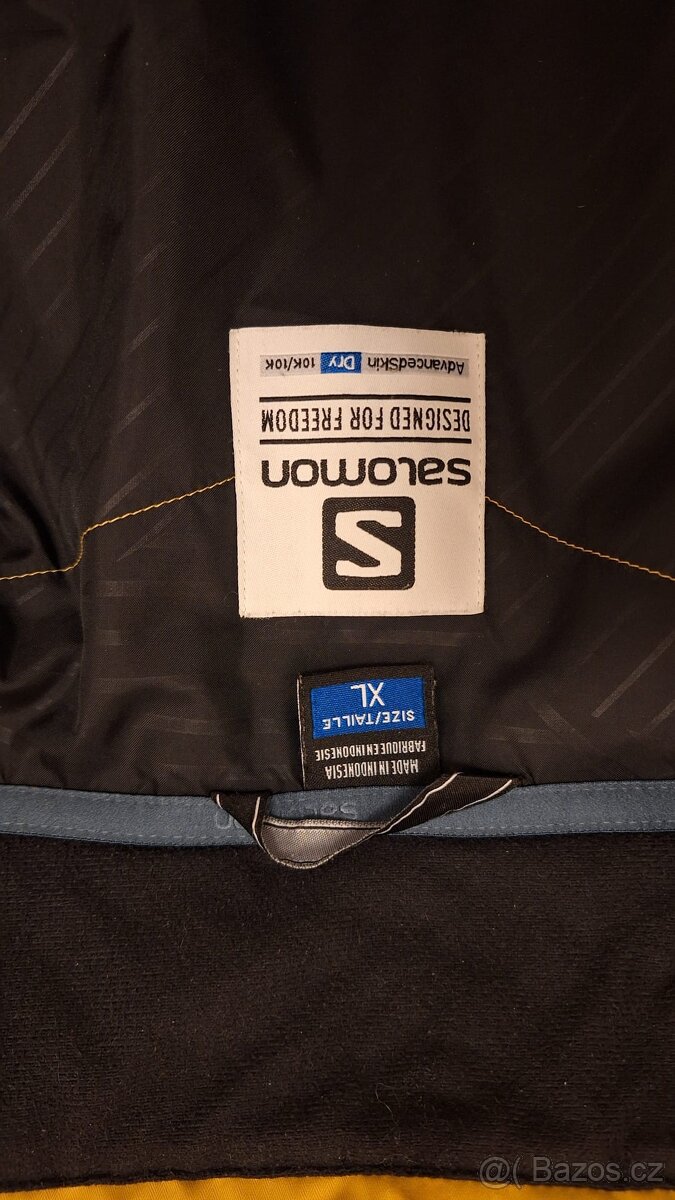 MADE IN INDONESIA
FABRIQUE EN INDONESIE
SIZE/TAILLE
XL
S
salomon
DESIGNED FOR FREEDOM
AdvancedSkin Dry 10K/10K
@( Bazos.cz